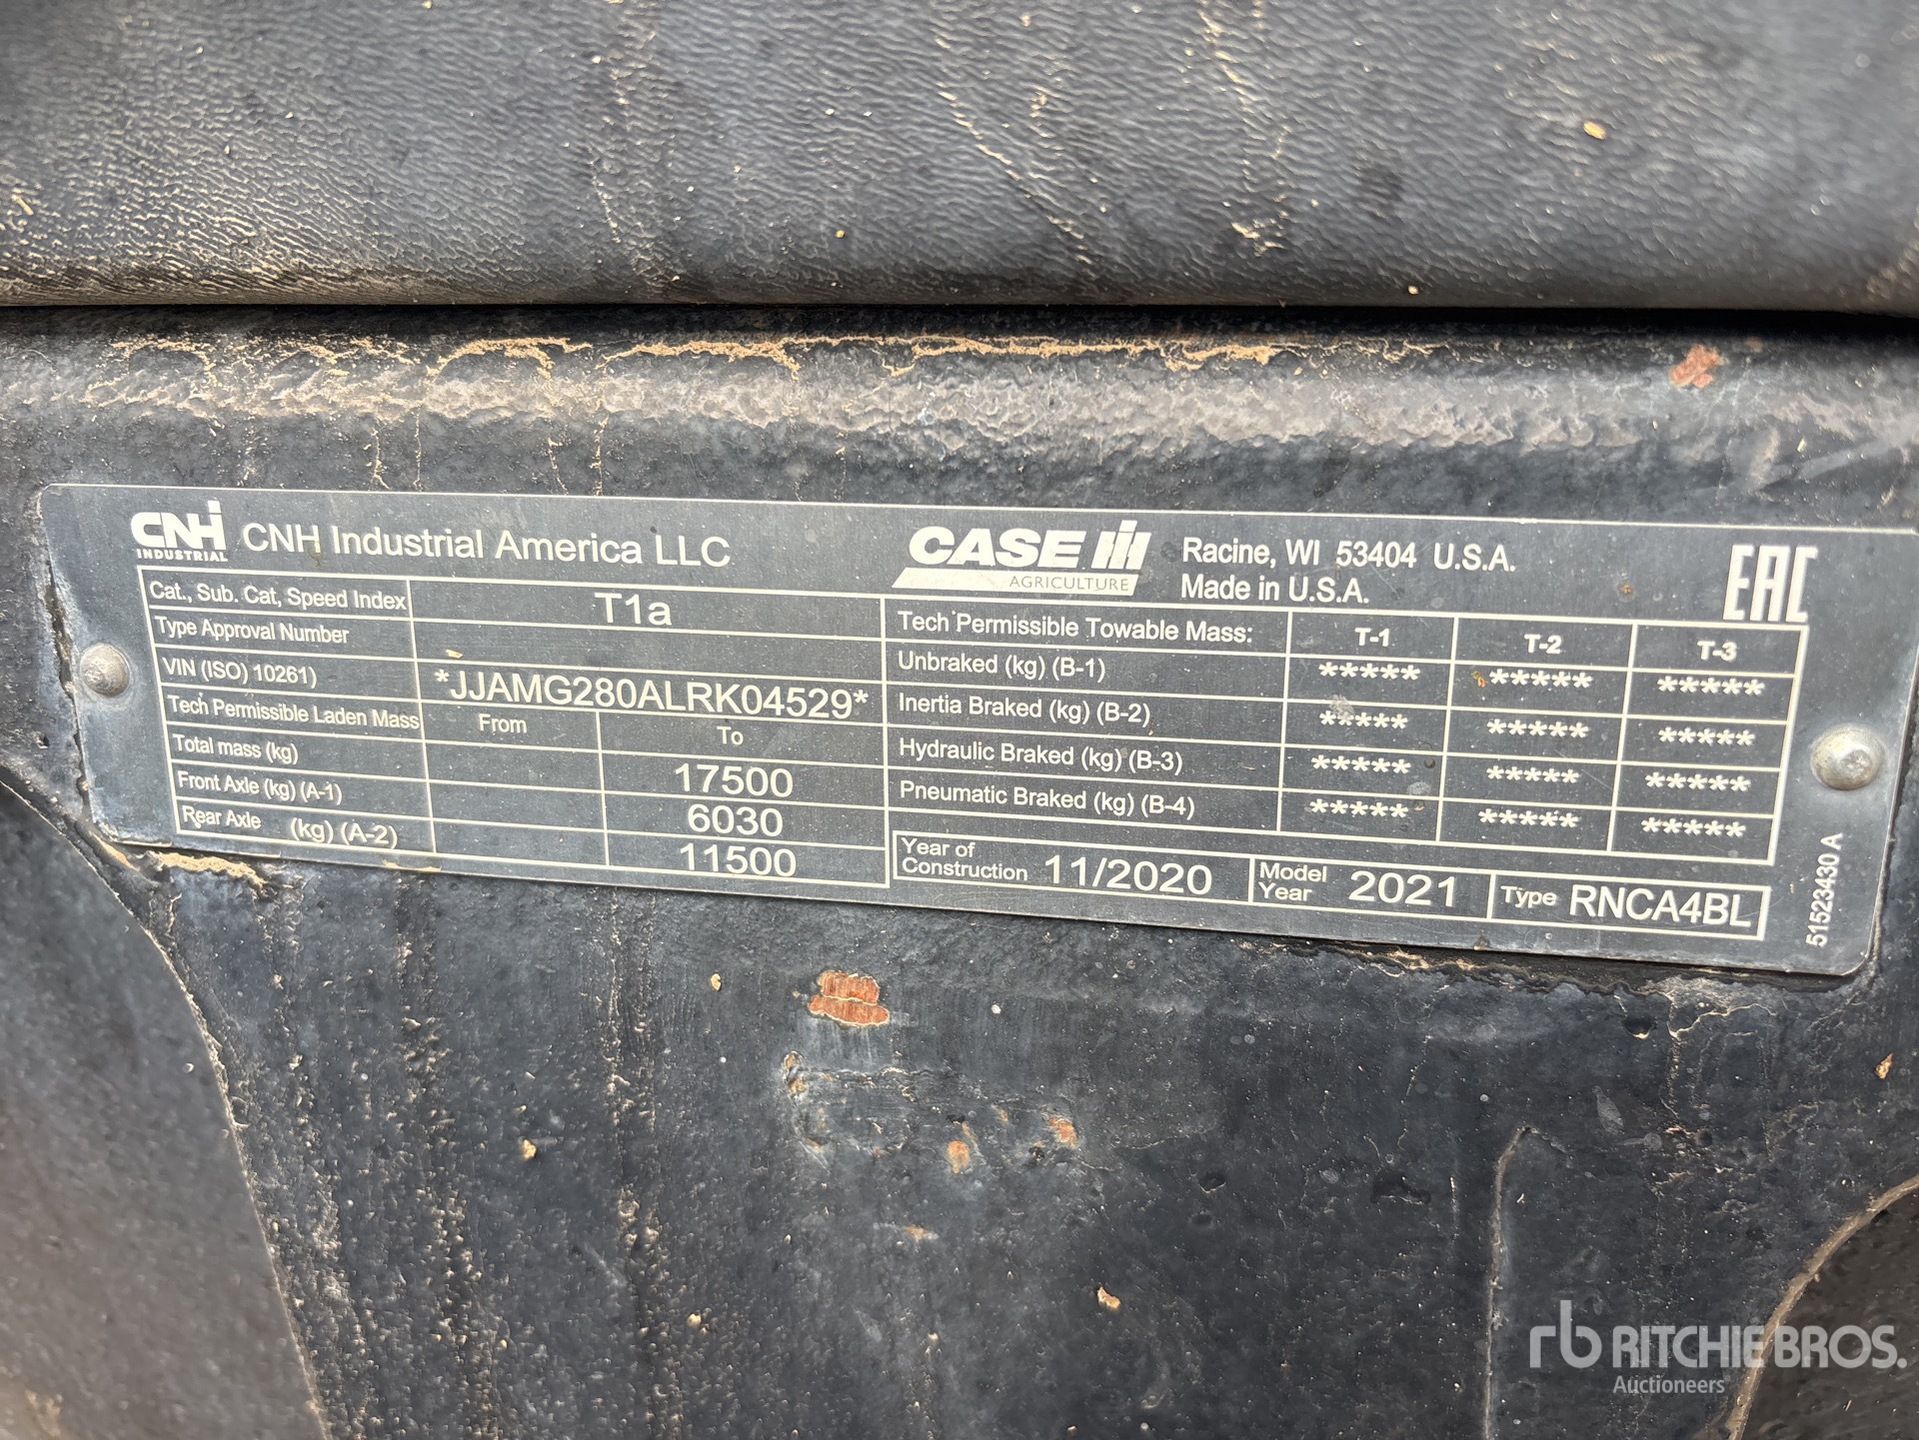 CNH INDUSTRIAL CNH Industrial America LLC
CASE IH AGRICULTURE
Racine, WI 53404 U.S.A.
Made in U.S.A.
EAC
Cat., Sub. Cat, Speed Index T1a
Type Approval Number
VIN (ISO) 10261) *JJAMG280ALRK04529*
Tech Permissible Laden Mass From To
Total mass (kg) 17500
Front Axle (kg) (A-1) 6030
Rear Axle (kg) (A-2) 11500
Tech Permissible Towable Mass: T-1 T-2 T-3
Unbraked (kg) (B-1) ***** ***** *****
Inertia Braked (kg) (B-2) ***** ***** *****
Hydraulic Braked (kg) (B-3) ***** ***** *****
Pneumatic Braked (kg) (B-4) ***** ***** *****
Year of Construction 11/2020 Model Year 2021 Type RNCA4BL
51523430 A
rb RITCHIE BROS.
Auctioneers